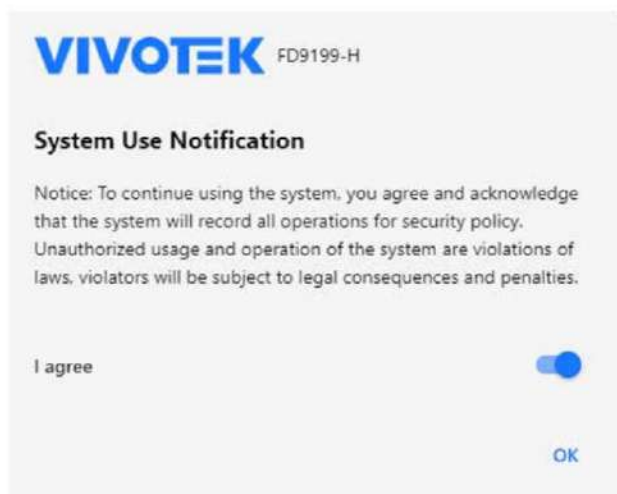 VIVOTEK FD9199-H
System Use Notification
Notice: To continue using the system, you agree and acknowledge
that the system will record all operations for security policy.
Unauthorized usage and operation of the system are violations of
laws, violators will be subject to legal consequences and penalties.
I agree
OK